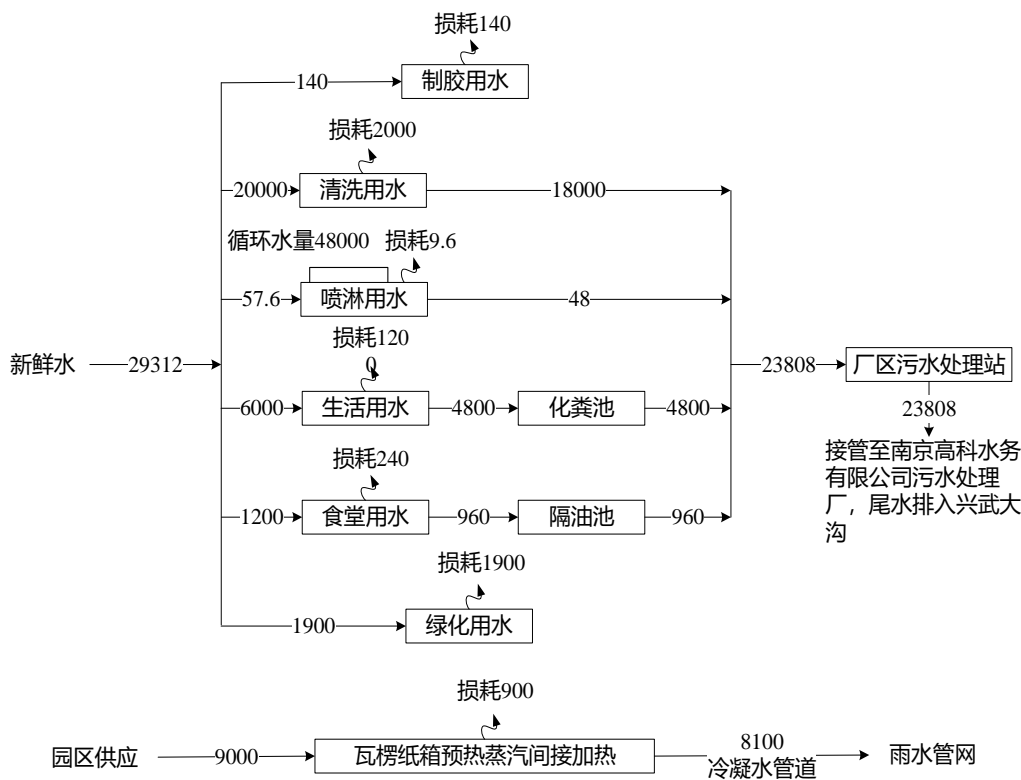 损耗140
140
制胶用水
损耗2000
20000
清洗用水
18000
循环水量48000
损耗9.6
57.6
喷淋用水
48
损耗120
0
新鲜水
29312
23808
厂区污水处理站
6000
生活用水
4800
化粪池
4800
23808
接管至南京高科水务
有限公司污水处理
厂，尾水排入兴武大
沟
损耗240
1200
食堂用水
960
隔油池
960
损耗1900
1900
绿化用水
损耗900
园区供应
9000
瓦楞纸箱预热蒸汽间接加热
8100
冷凝水管道
雨水管网